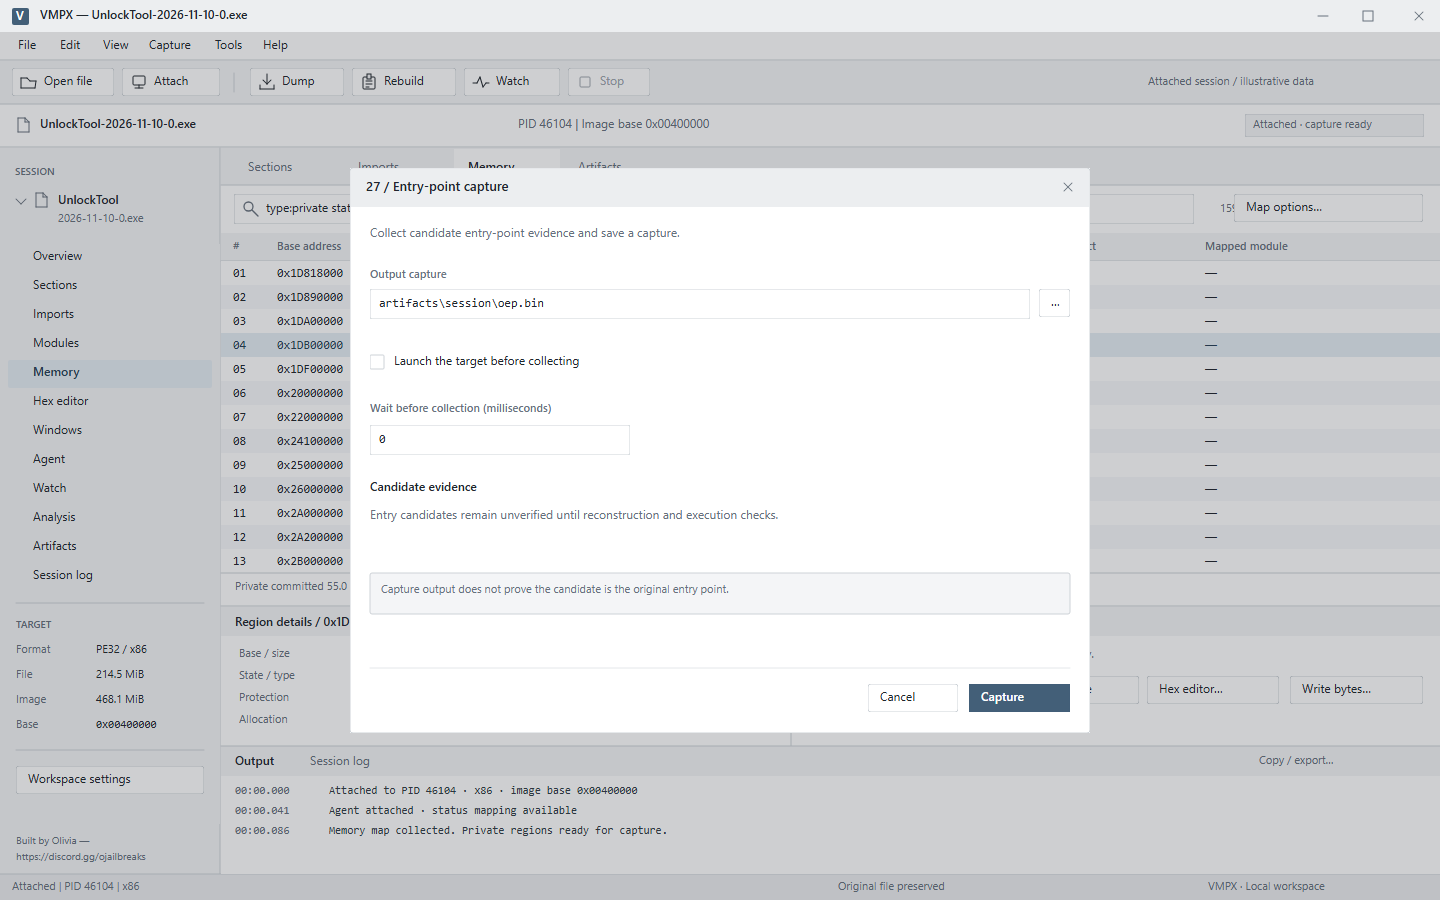 V VMPX — UnlockTool-2026-11-10-0.exe
File Edit View Capture Tools Help
Open file Attach Dump Rebuild Watch Stop Attached session / illustrative data
UnlockTool-2026-11-10-0.exe PID 46104 | Image base 0x00400000 Attached · capture ready
SESSION
UnlockTool
2026-11-10-0.exe
Overview
Sections
Imports
Modules
Memory
Hex editor
Windows
Agent
Watch
Analysis
Artifacts
Session log
TARGET
Format PE32 / x86
File 214.5 MiB
Image 468.1 MiB
Base 0x00400000
Workspace settings
Built by Olivia —
https://discord.gg/ojailbreaks
Sections Imports Memory Artifacts
type:private Map options...
# Base address Mapped module
01 0x1D818000 —
02 0x1D890000 —
03 0x1DA00000 —
04 0x1DB00000 —
05 0x1DF00000 —
06 0x20000000 —
07 0x22000000 —
08 0x24100000 —
09 0x25000000 —
10 0x26000000 —
11 0x2A000000 —
12 0x2A200000 —
13 0x2B000000 —
Private committed 55.0
Region details / 0x1D
Base / size
State / type
Protection
Allocation
Hex editor... Write bytes...
27 / Entry-point capture
Collect candidate entry-point evidence and save a capture.
Output capture
artifacts\session\oep.bin ...
Launch the target before collecting
Wait before collection (milliseconds)
0
Candidate evidence
Entry candidates remain unverified until reconstruction and execution checks.
Capture output does not prove the candidate is the original entry point.
Cancel Capture
Output Session log Copy / export...
00:00.000 Attached to PID 46104 · x86 · image base 0x00400000
00:00.041 Agent attached · status mapping available
00:00.086 Memory map collected. Private regions ready for capture.
Attached | PID 46104 | x86 Original file preserved VMPX · Local workspace